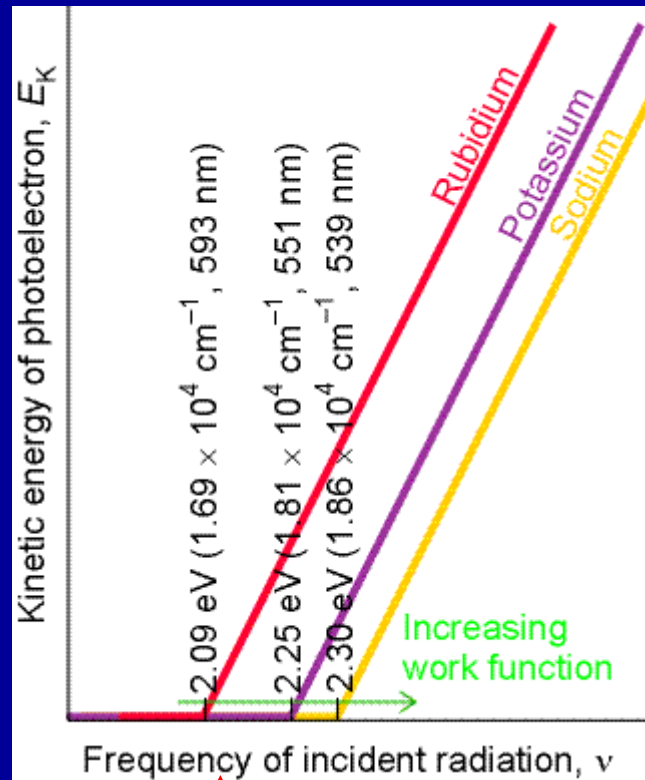 Kinetic energy of photoelectron, E_K
Rubidium
Potassium
Sodium
2.09 eV (1.69 × 10⁴ cm⁻¹, 593 nm)
2.25 eV (1.81 × 10⁴ cm⁻¹, 551 nm)
2.30 eV (1.86 × 10⁴ cm⁻¹, 539 nm)
Increasing
work function
Frequency of incident radiation, ν